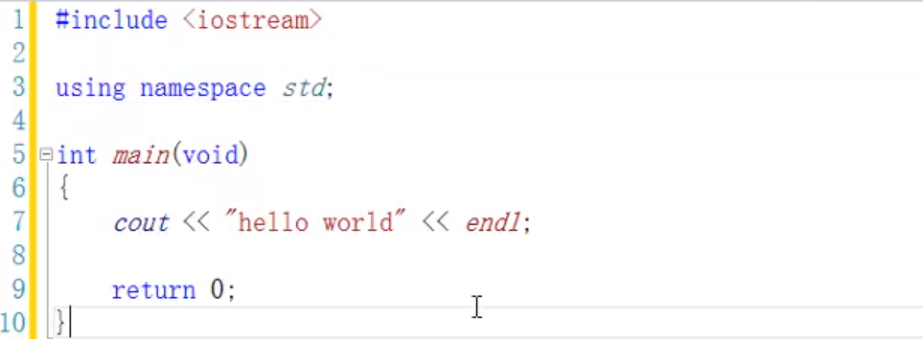 1 #include <iostream>
2
3 using namespace std;
4
5 int main(void)
6 {
7 cout << "hello world" << endl;
8
9 return 0;
10 }